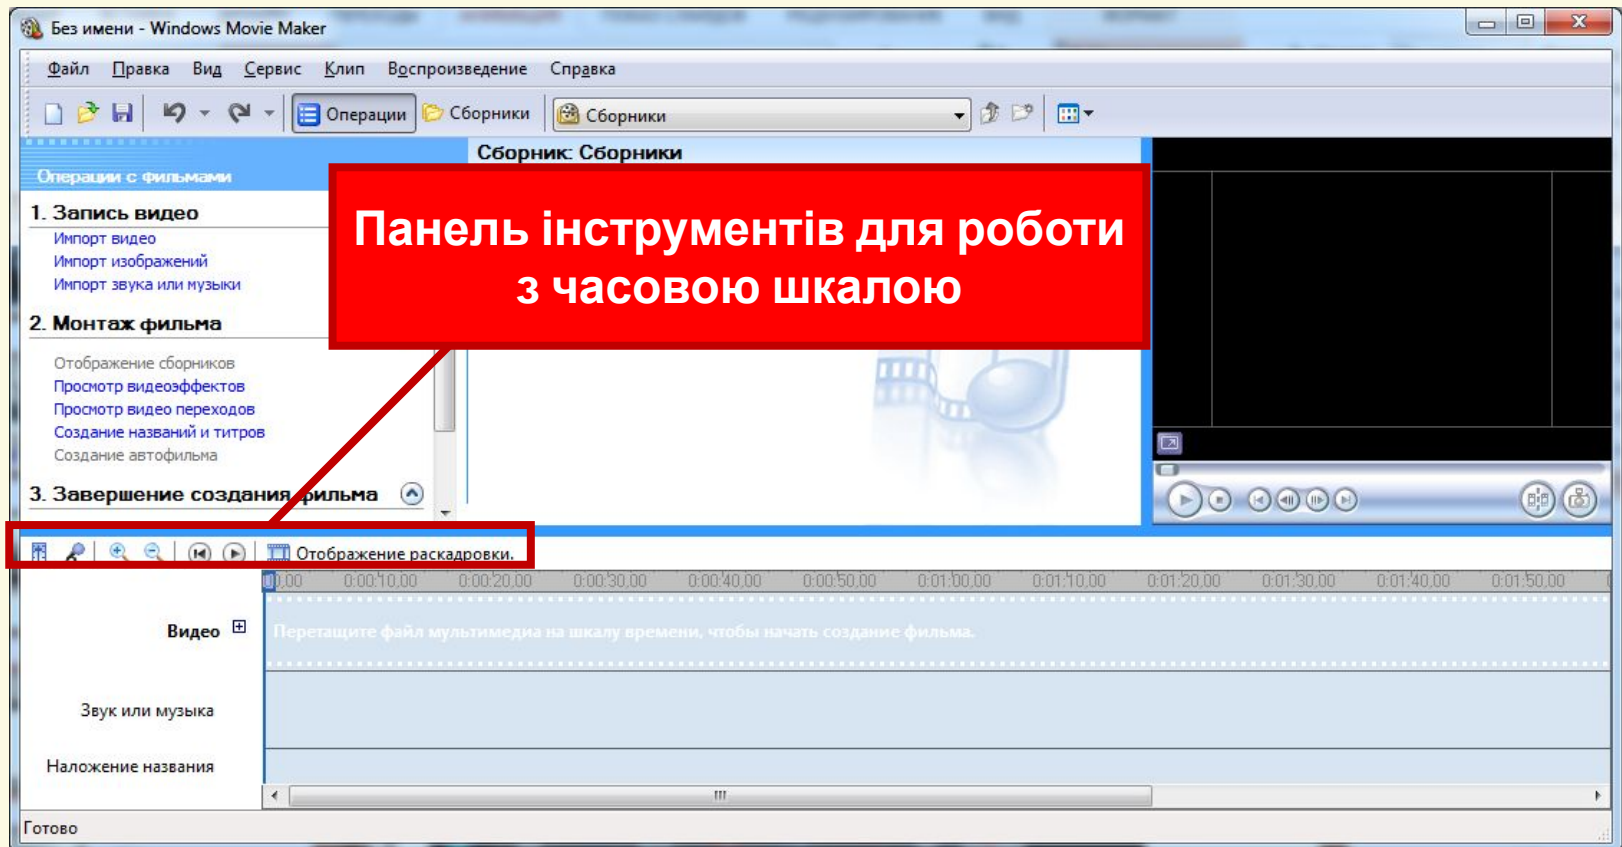 Без имени - Windows Movie Maker
Файл Правка Вид Сервис Клип Воспроизведение Справка
Операции Сборники Сборники
Сборник: Сборники
Операции с фильмами
Панель інструментів для роботи
з часовою шкалою
1. Запись видео
Импорт видео
Импорт изображений
Импорт звука или музыки
2. Монтаж фильма
Отображение сборников
Просмотр видеоэффектов
Просмотр видео переходов
Создание названий и титров
Создание автофильма
3. Завершение создания фильма
Отображение раскадровки.
0,00 0:00:10,00 0:00:20,00 0:00:30,00 0:00:40,00 0:00:50,00 0:01:00,00 0:01:10,00 0:01:20,00 0:01:30,00 0:01:40,00 0:01:50,00
Видео
Перетащите файл мультимедиа на шкалу времени, чтобы начать создание фильма.
Звук или музыка
Наложение названия
Готово